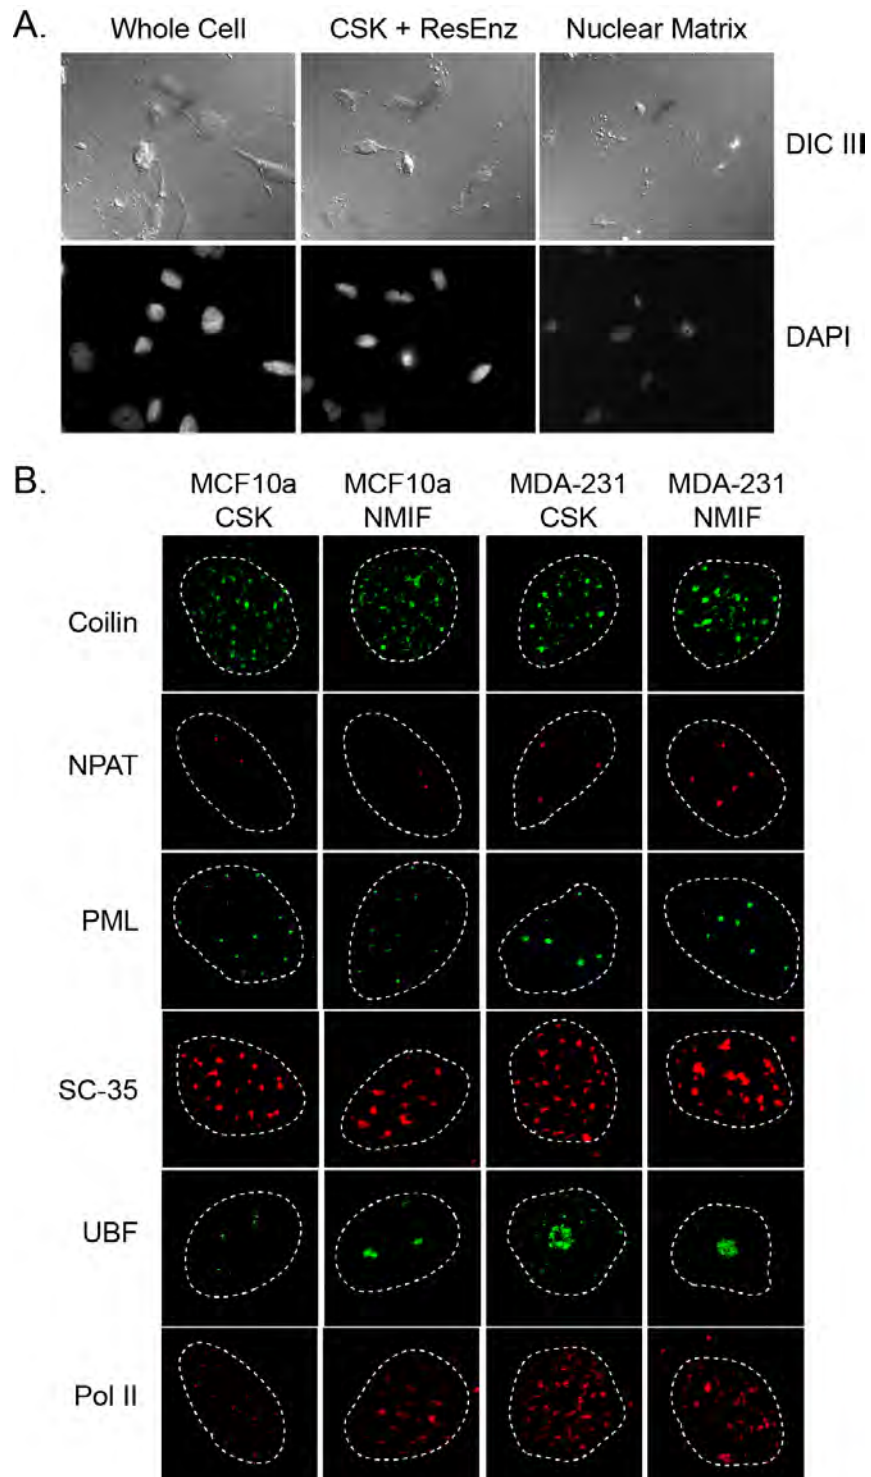 A.
Whole Cell CSK + ResEnz Nuclear Matrix
DIC III
DAPI
B.
MCF10a MCF10a MDA-231 MDA-231
CSK NMIF CSK NMIF
Coilin
NPAT
PML
SC-35
UBF
Pol II